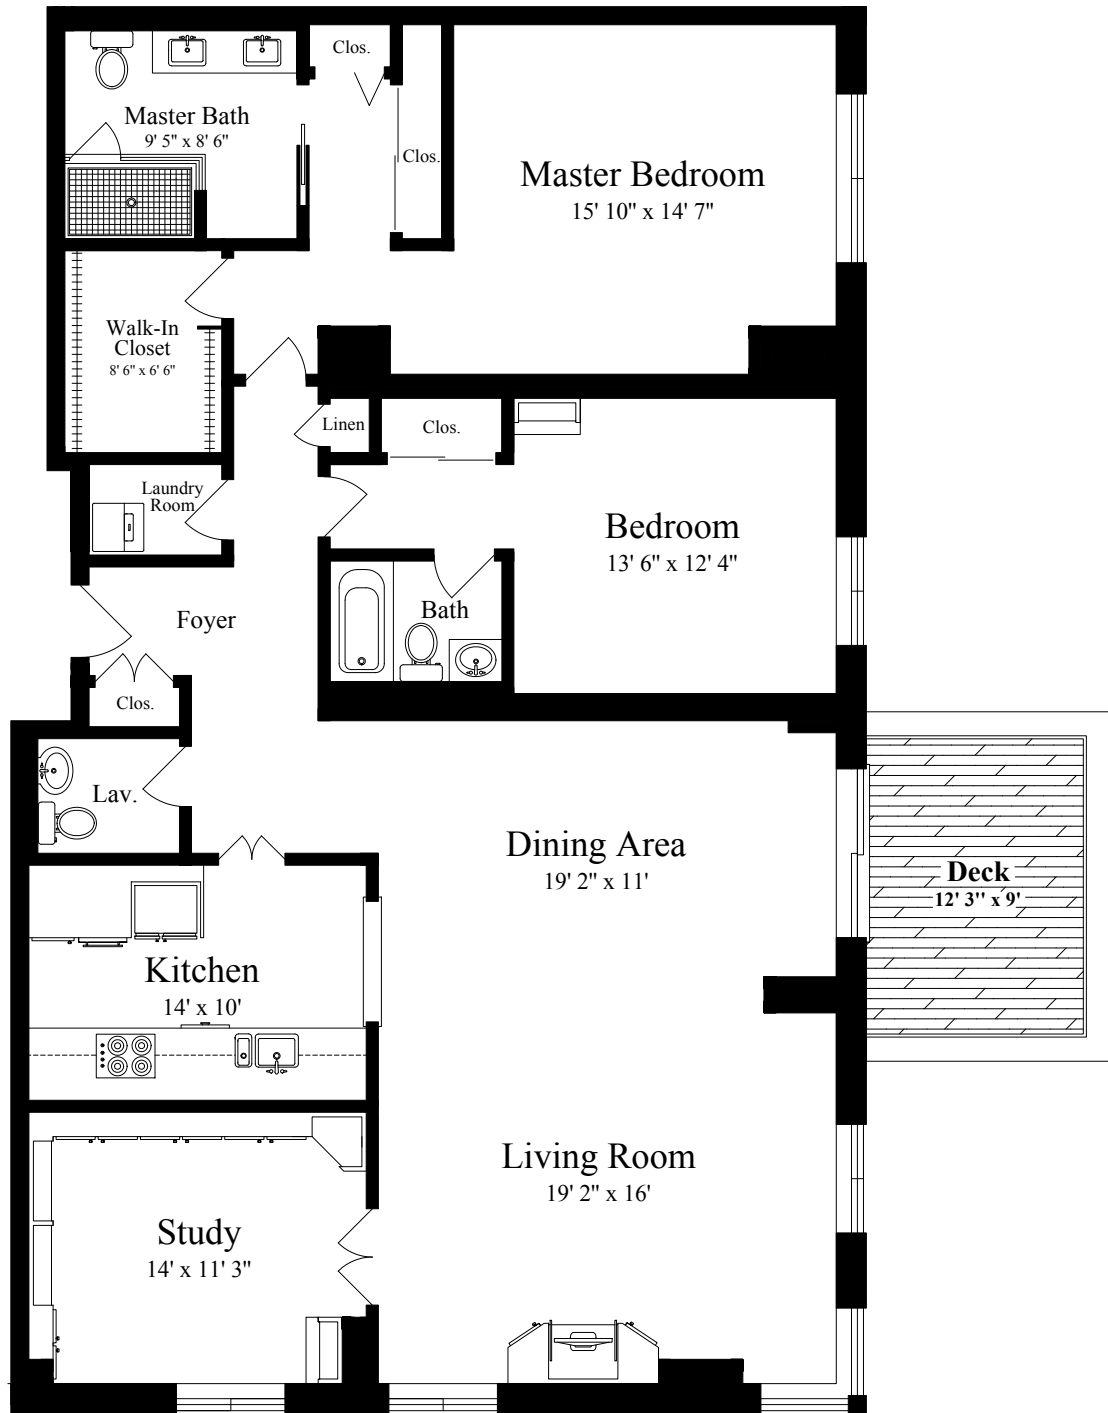 Clos.
Master Bath
9' 5" x 8' 6"
Clos.
Master Bedroom
15' 10" x 14' 7"
Walk-In
Closet
8' 6" x 6' 6"
Linen
Clos.
Laundry
Room
Bedroom
13' 6" x 12' 4"
Foyer
Bath
Clos.
Lav.
Dining Area
19' 2" x 11'
Deck
12' 3" x 9'
Kitchen
14' x 10'
Living Room
19' 2" x 16'
Study
14' x 11' 3"